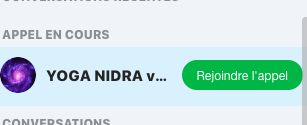 APPEL EN COURS
YOGA NIDRA v...
Rejoindre l'appel
CONVERSATIONS